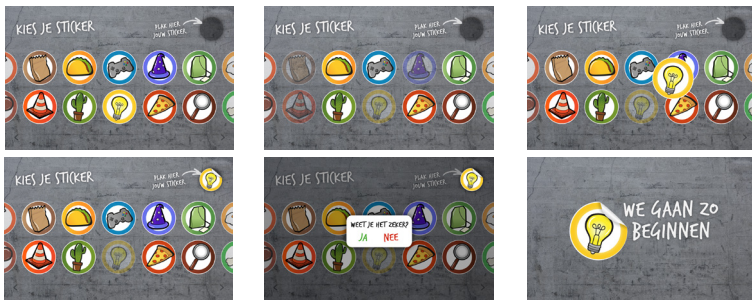 KIES JE STICKER
PLAK HIER
JOUW STICKER
KIES JE STICKER
PLAK HIER
JOUW STICKER
KIES JE STICKER
PLAK HIER
JOUW STICKER
KIES JE STICKER
PLAK HIER
JOUW STICKER
KIES JE STICKER
PLAK HIER
JOUW STICKER
WEET JE HET ZEKER?
JA NEE
WE GAAN ZO
BEGINNEN